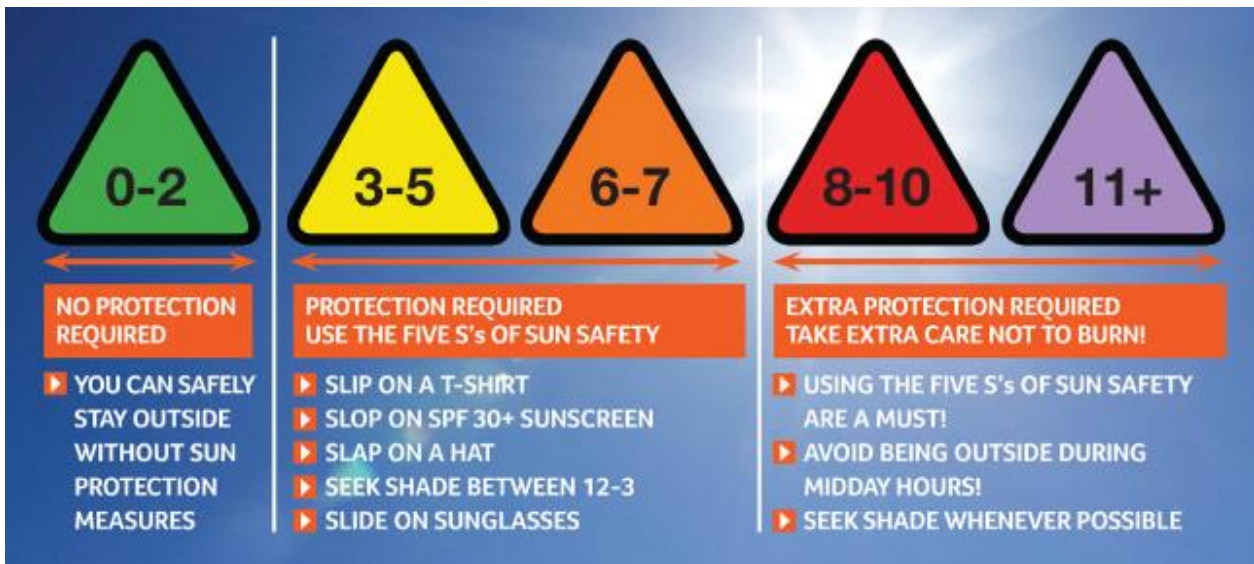 0-2
3-5
6-7
8-10
11+
NO PROTECTION
REQUIRED
YOU CAN SAFELY
STAY OUTSIDE
WITHOUT SUN
PROTECTION
MEASURES
PROTECTION REQUIRED
USE THE FIVE S's OF SUN SAFETY
SLIP ON A T-SHIRT
SLOP ON SPF 30+ SUNSCREEN
SLAP ON A HAT
SEEK SHADE BETWEEN 12-3
SLIDE ON SUNGLASSES
EXTRA PROTECTION REQUIRED
TAKE EXTRA CARE NOT TO BURN!
USING THE FIVE S's OF SUN SAFETY
ARE A MUST!
AVOID BEING OUTSIDE DURING
MIDDAY HOURS!
SEEK SHADE WHENEVER POSSIBLE